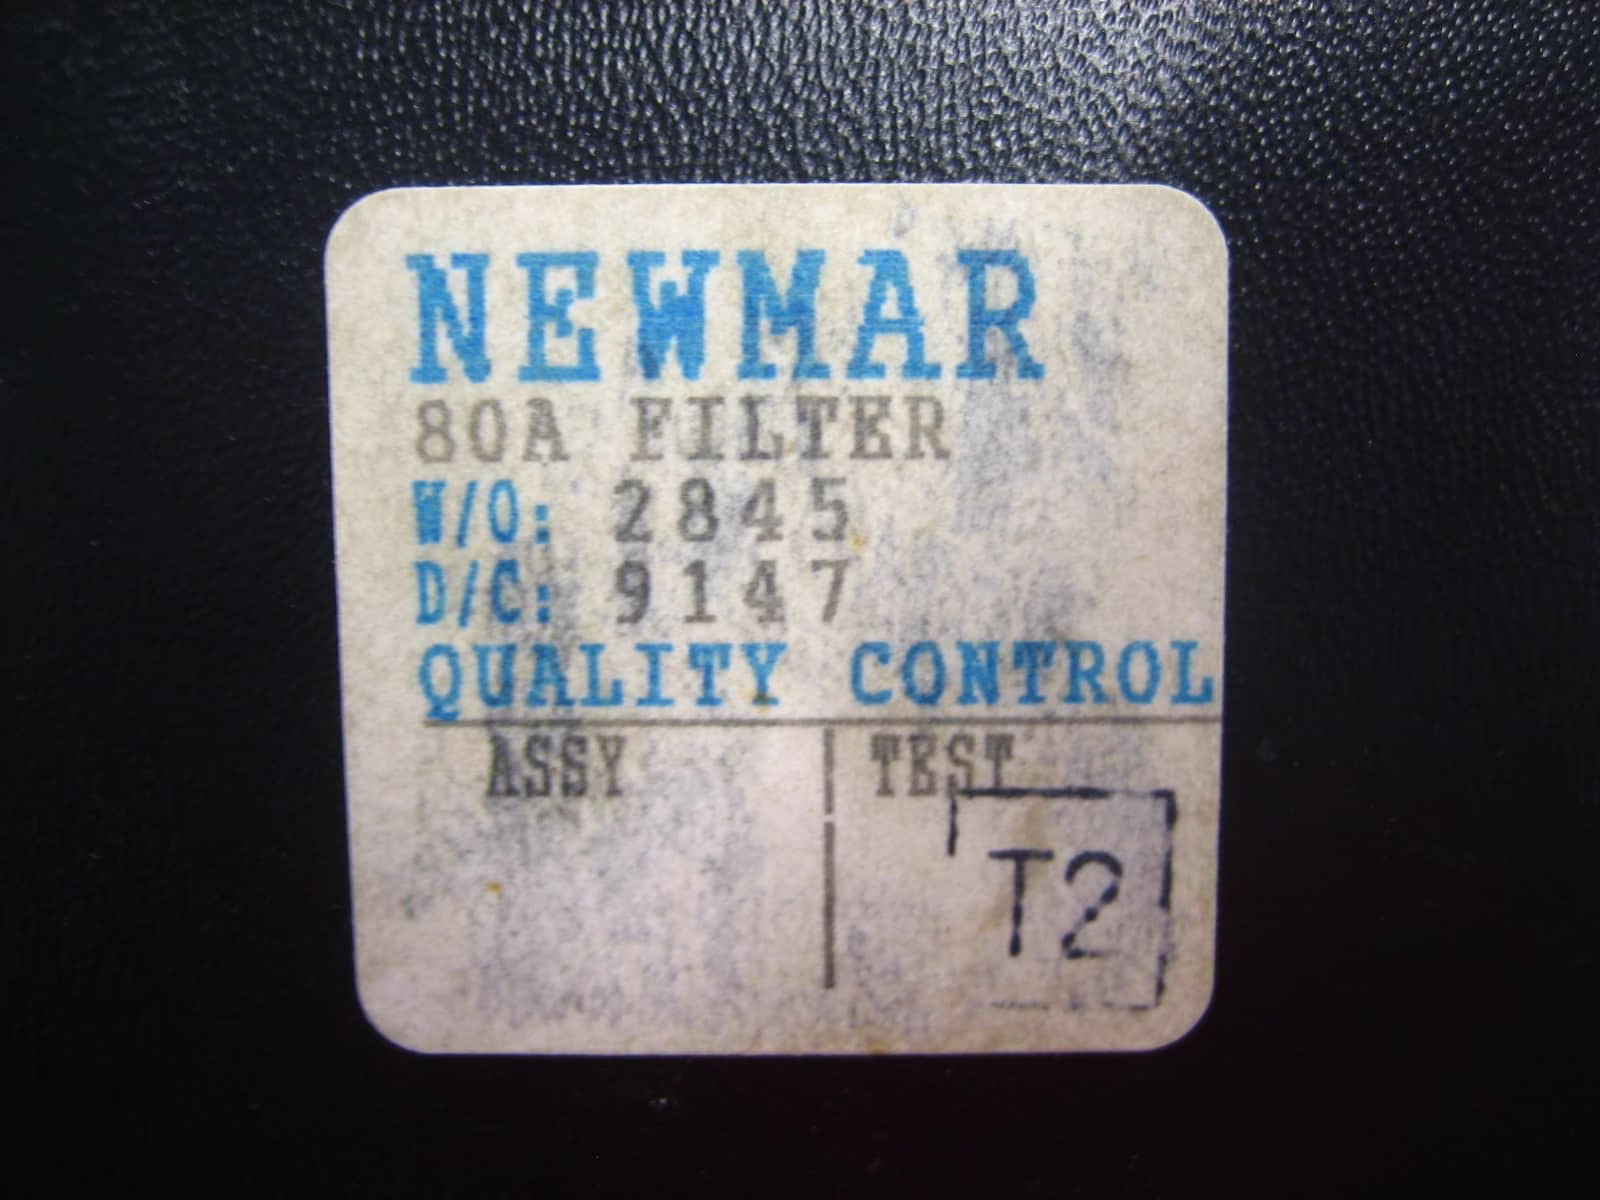 NEWMAR
80A FILTER
W/O: 2845
D/C: 9147
QUALITY CONTROL
ASSY TEST
T2